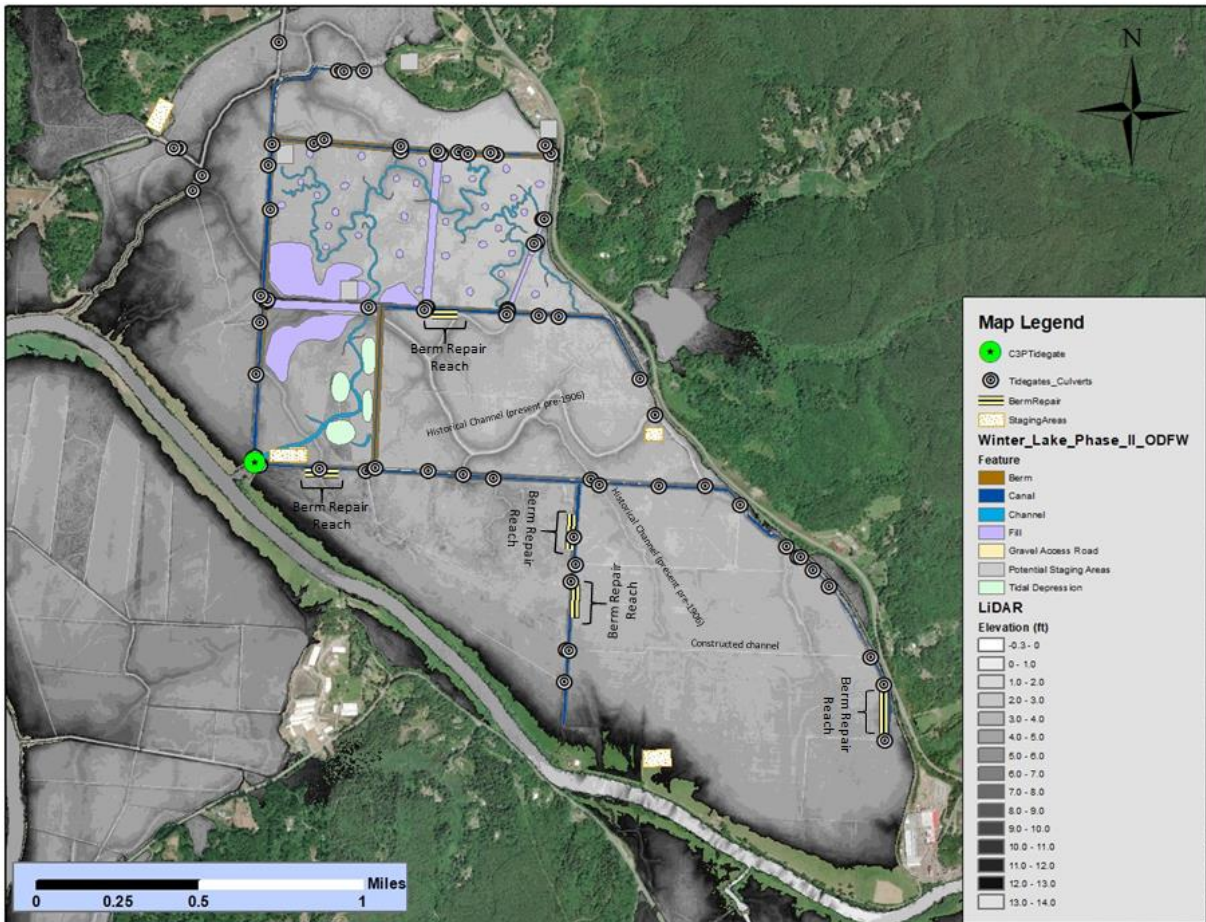 N
Berm Repair
Reach
Historical Channel (present pre-1906)
Berm Repair
Reach
Berm Repair
Reach
Historical Channel (present pre-1906)
Berm Repair
Reach
Constructed channel
Berm Repair
Reach
Map Legend
C3PTidegate
Tidegates_Culverts
BermRepair
StagingAreas
Winter_Lake_Phase_II_ODFW
Feature
Berm
Canal
Channel
Fill
Gravel Access Road
Potential Staging Areas
Tidal Depression
LiDAR
Elevation (ft)
-0.3 - 0
0 - 1.0
1.0 - 2.0
2.0 - 3.0
3.0 - 4.0
4.0 - 5.0
5.0 - 6.0
6.0 - 7.0
7.0 - 8.0
8.0 - 9.0
9.0 - 10.0
10.0 - 11.0
11.0 - 12.0
12.0 - 13.0
13.0 - 14.0
Miles
0 0.25 0.5 1